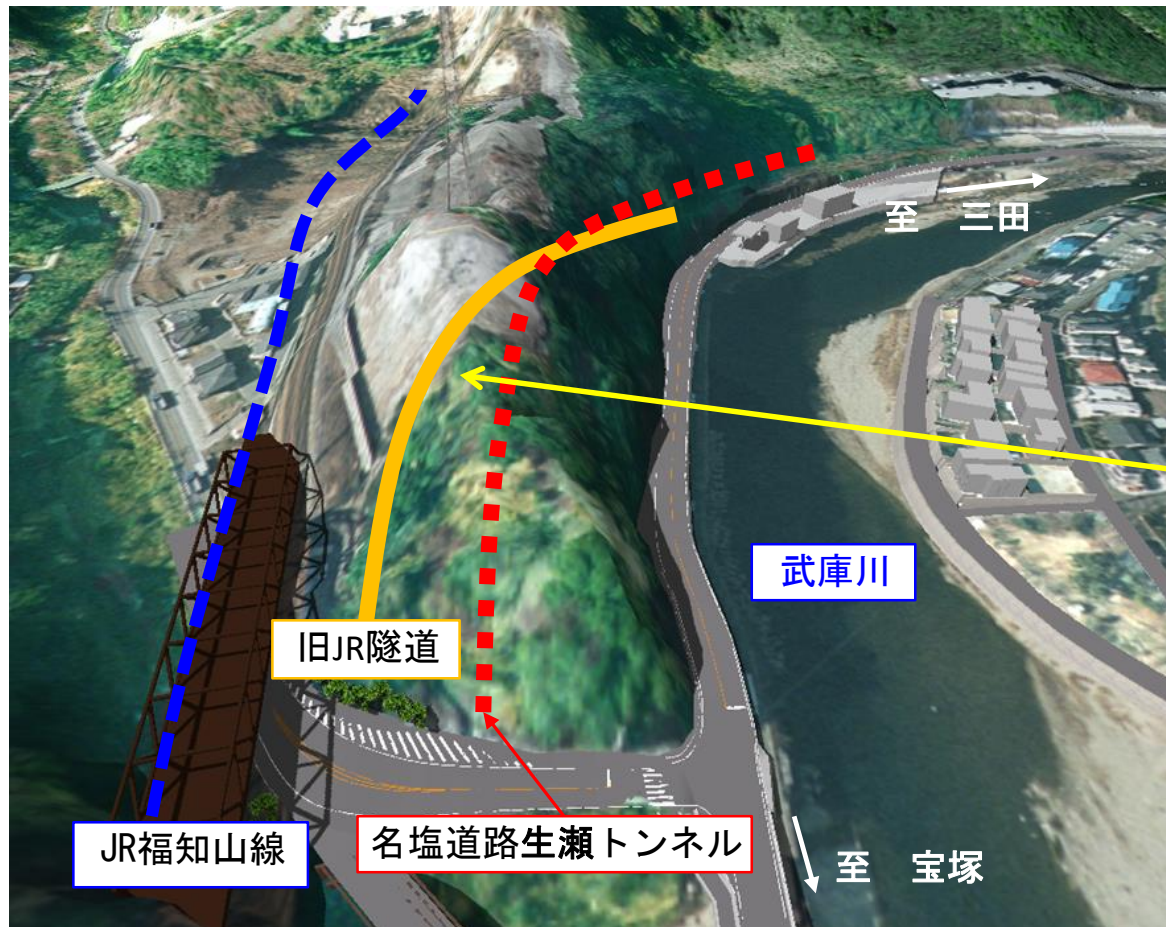 至 三田
武庫川
旧JR隧道
JR福知山線
名塩道路生瀬トンネル
至 宝塚